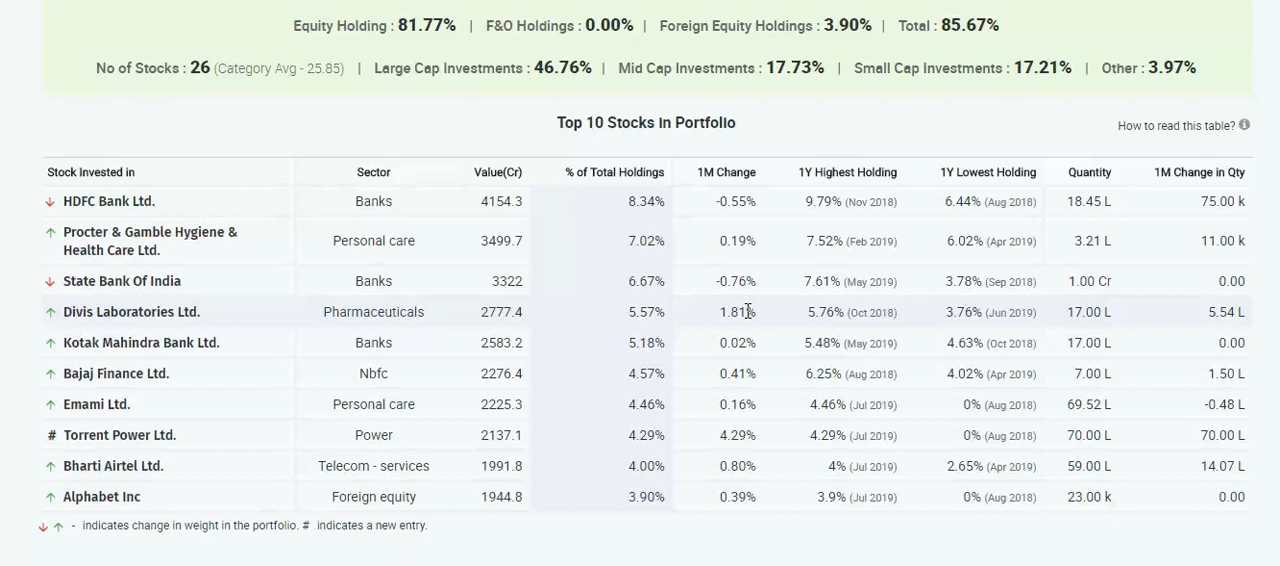 Equity Holding : 81.77% | F&O Holdings : 0.00% | Foreign Equity Holdings : 3.90% | Total : 85.67%
No of Stocks : 26 (Category Avg - 25.85) | Large Cap Investments : 46.76% | Mid Cap Investments : 17.73% | Small Cap Investments : 17.21% | Other : 3.97%
Top 10 Stocks in Portfolio
How to read this table?
Stock Invested in Sector Value(Cr) % of Total Holdings 1M Change 1Y Highest Holding 1Y Lowest Holding Quantity 1M Change in Qty
↓ HDFC Bank Ltd. Banks 4154.3 8.34% -0.55% 9.79% (Nov 2018) 6.44% (Aug 2018) 18.45 L 75.00 k
↑ Procter & Gamble Hygiene &
Health Care Ltd. Personal care 3499.7 7.02% 0.19% 7.52% (Feb 2019) 6.02% (Apr 2019) 3.21 L 11.00 k
↓ State Bank Of India Banks 3322 6.67% -0.76% 7.61% (May 2019) 3.78% (Sep 2018) 1.00 Cr 0.00
↑ Divis Laboratories Ltd. Pharmaceuticals 2777.4 5.57% 1.81% 5.76% (Oct 2018) 3.76% (Jun 2019) 17.00 L 5.54 L
↑ Kotak Mahindra Bank Ltd. Banks 2583.2 5.18% 0.02% 5.48% (May 2019) 4.63% (Oct 2018) 17.00 L 0.00
↑ Bajaj Finance Ltd. Nbfc 2276.4 4.57% 0.41% 6.25% (Aug 2018) 4.02% (Apr 2019) 7.00 L 1.50 L
↑ Emami Ltd. Personal care 2225.3 4.46% 0.16% 4.46% (Jul 2019) 0% (Aug 2018) 69.52 L -0.48 L
# Torrent Power Ltd. Power 2137.1 4.29% 4.29% 4.29% (Jul 2019) 0% (Aug 2018) 70.00 L 70.00 L
↑ Bharti Airtel Ltd. Telecom - services 1991.8 4.00% 0.80% 4% (Jul 2019) 2.65% (Apr 2019) 59.00 L 14.07 L
↑ Alphabet Inc Foreign equity 1944.8 3.90% 0.39% 3.9% (Jul 2019) 0% (Aug 2018) 23.00 k 0.00
↓ ↑ - indicates change in weight in the portfolio. # indicates a new entry.